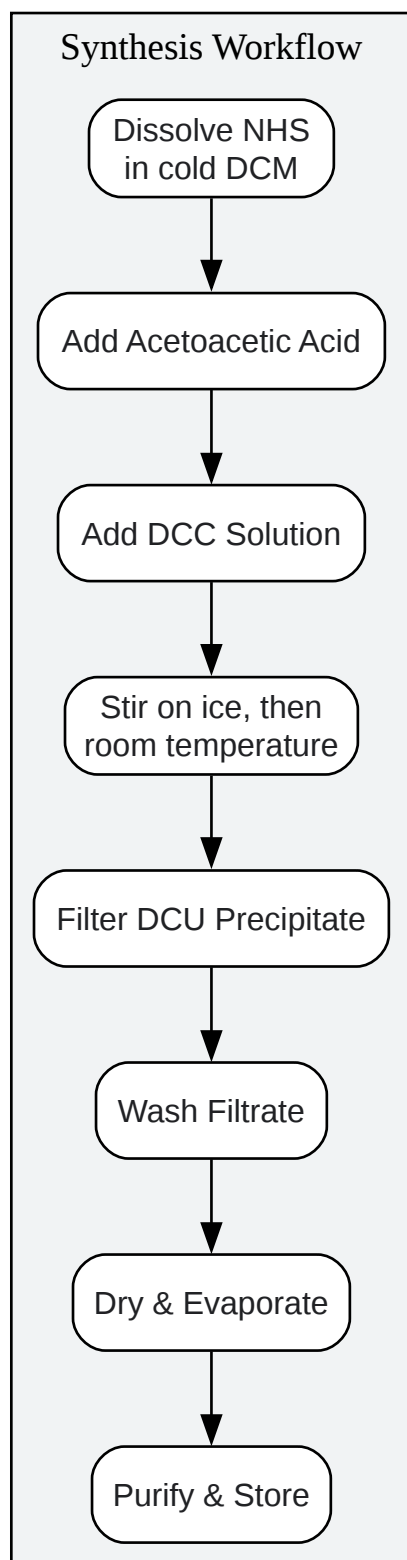 Synthesis Workflow
Dissolve NHS
in cold DCM
Add Acetoacetic Acid
Add DCC Solution
Stir on ice, then
room temperature
Filter DCU Precipitate
Wash Filtrate
Dry & Evaporate
Purify & Store